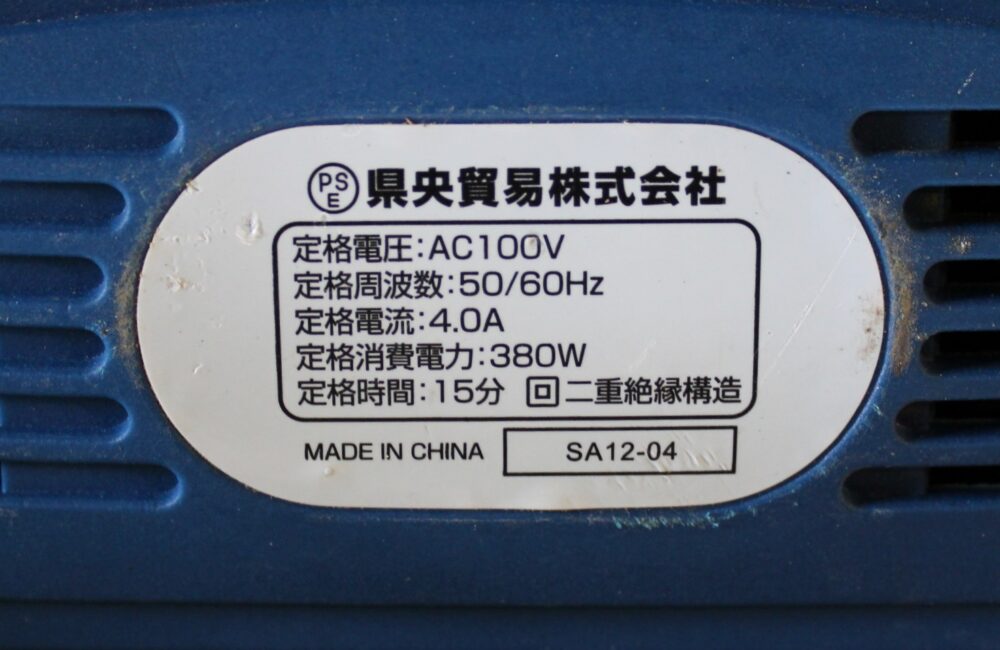 PSE 県央貿易株式会社
定格電圧:AC100V
定格周波数:50/60Hz
定格電流:4.0A
定格消費電力:380W
定格時間:15分 回 二重絶縁構造
MADE IN CHINA SA12-04